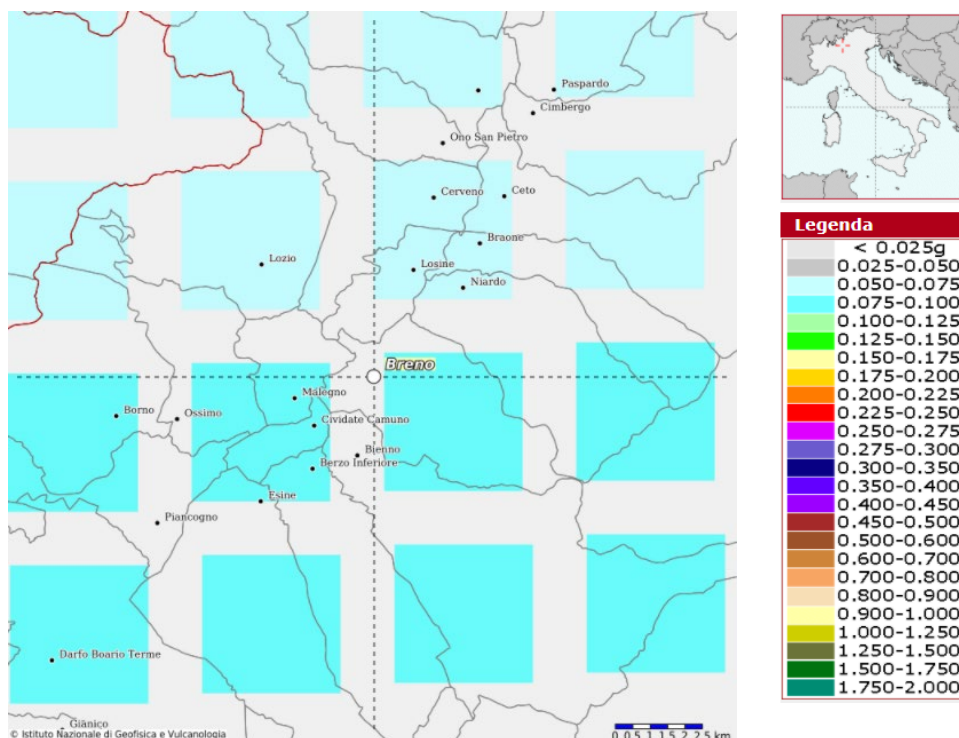 Paspardo
Cimbergo
Ono San Pietro
Cerveno
Ceto
Braone
Lozio
Losine
Niardo
Breno
Malegno
Borno
Ossimo
Cividate Camuno
Bienno
Berzo Inferiore
Esine
Piancogno
Darfo Boario Terme
Gianico
© Istituto Nazionale di Geofisica e Vulcanologia
0 0.5 1 1.5 2 2.5 km
Legenda
< 0.025g
0.025-0.050
0.050-0.075
0.075-0.100
0.100-0.125
0.125-0.150
0.150-0.175
0.175-0.200
0.200-0.225
0.225-0.250
0.250-0.275
0.275-0.300
0.300-0.350
0.350-0.400
0.400-0.450
0.450-0.500
0.500-0.600
0.600-0.700
0.700-0.800
0.800-0.900
0.900-1.000
1.000-1.250
1.250-1.500
1.500-1.750
1.750-2.000